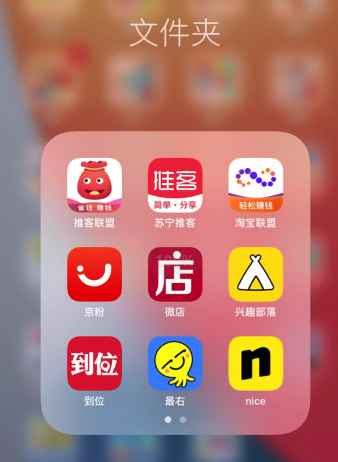 文件夹
推客
省钱 赚钱
简单·分享
轻松赚钱
推客联盟
苏宁推客
淘宝联盟
店
京粉
微店
兴趣部落
到位
n
到位
最右
nice